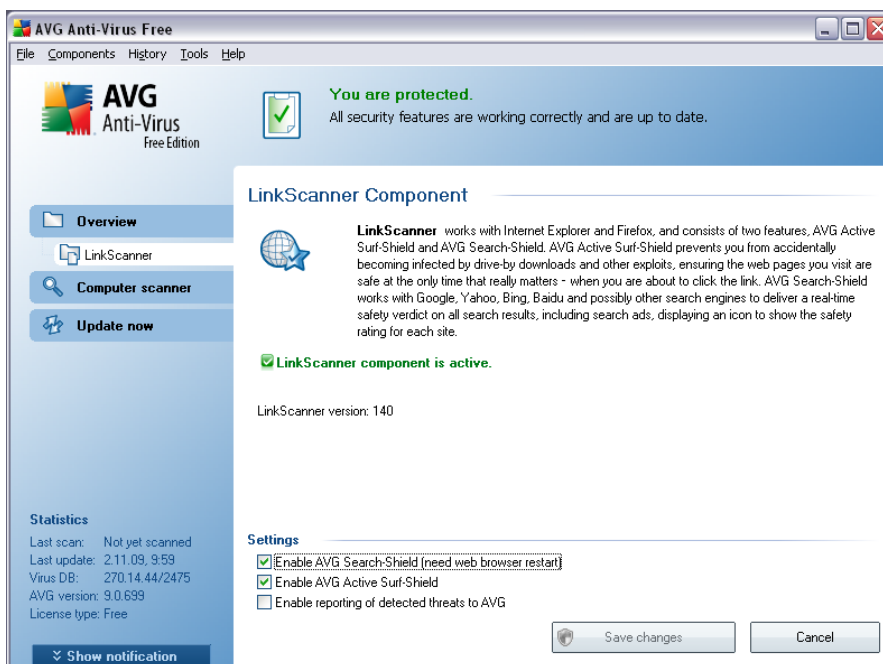 AVG Anti-Virus Free
File Components History Tools Help
AVG
Anti-Virus
Free Edition
You are protected.
All security features are working correctly and are up to date.
Overview
LinkScanner
Computer scanner
Update now
LinkScanner Component
LinkScanner works with Internet Explorer and Firefox, and consists of two features, AVG Active
Surf-Shield and AVG Search-Shield. AVG Active Surf-Shield prevents you from accidentally
becoming infected by drive-by downloads and other exploits, ensuring the web pages you visit are
safe at the only time that really matters - when you are about to click the link. AVG Search-Shield
works with Google, Yahoo, Bing, Baidu and possibly other search engines to deliver a real-time
safety verdict on all search results, including search ads, displaying an icon to show the safety
rating for each site.
LinkScanner component is active.
LinkScanner version: 140
Statistics
Last scan: Not yet scanned
Last update: 2.11.09, 9:59
Virus DB: 270.14.44/2475
AVG version: 9.0.699
License type: Free
Show notification
Settings
Enable AVG Search-Shield (need web browser restart)
Enable AVG Active Surf-Shield
Enable reporting of detected threats to AVG
Save changes
Cancel